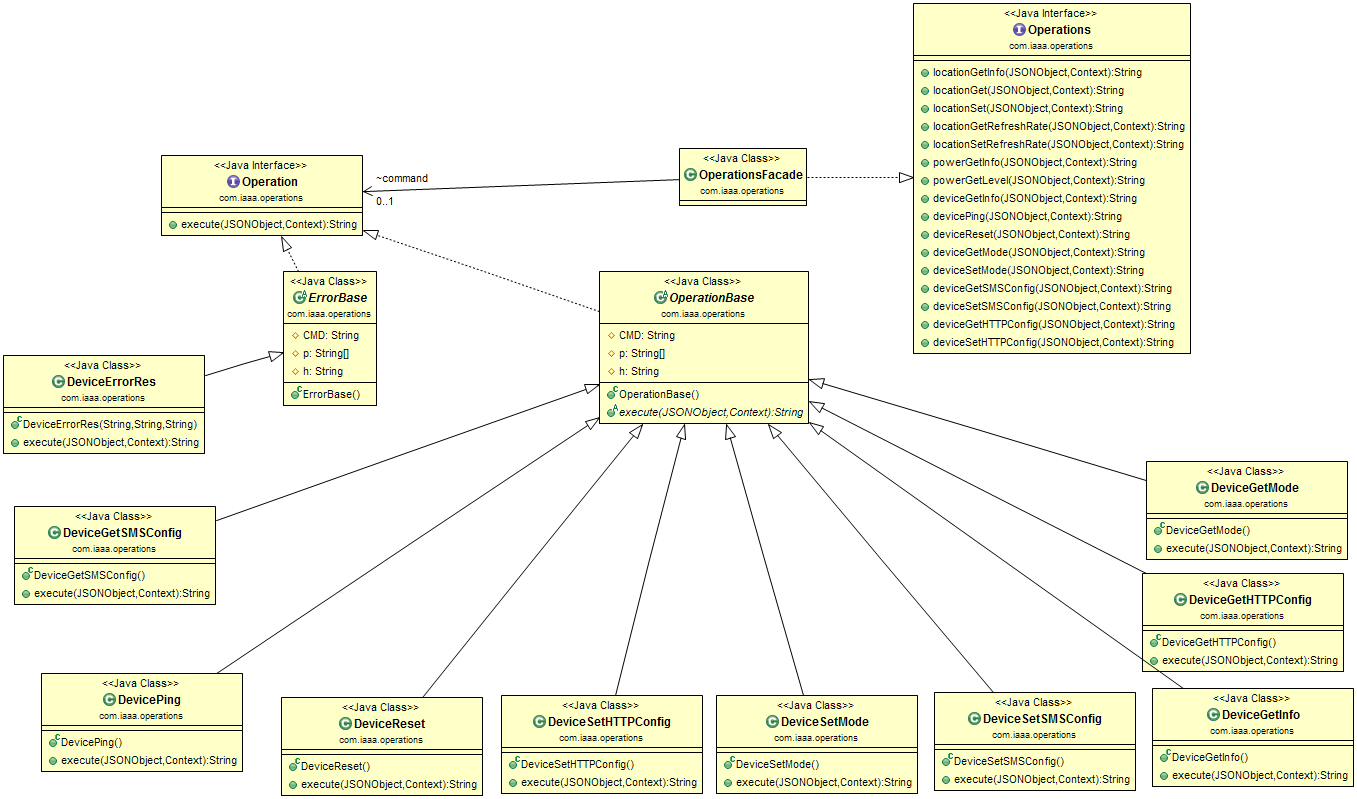 <<Java Interface>>
Operations
com.iaaa.operations
locationGetInfo(JSONObject,Context):String
locationGet(JSONObject,Context):String
locationSet(JSONObject,Context):String
locationGetRefreshRate(JSONObject,Context):String
locationSetRefreshRate(JSONObject,Context):String
powerGetInfo(JSONObject,Context):String
powerGetLevel(JSONObject,Context):String
deviceGetInfo(JSONObject,Context):String
devicePing(JSONObject,Context):String
deviceReset(JSONObject,Context):String
deviceGetMode(JSONObject,Context):String
deviceSetMode(JSONObject,Context):String
deviceGetSMSConfig(JSONObject,Context):String
deviceSetSMSConfig(JSONObject,Context):String
deviceGetHTTPConfig(JSONObject,Context):String
deviceSetHTTPConfig(JSONObject,Context):String
<<Java Interface>>
Operation
com.iaaa.operations
execute(JSONObject,Context):String
~command
0..1
<<Java Class>>
OperationsFacade
com.iaaa.operations
<<Java Class>>
ErrorBase
com.iaaa.operations
CMD: String
p: String[]
h: String
ErrorBase()
<<Java Class>>
OperationBase
com.iaaa.operations
CMD: String
p: String[]
h: String
OperationBase()
execute(JSONObject,Context):String
<<Java Class>>
DeviceErrorRes
com.iaaa.operations
DeviceErrorRes(String,String,String)
execute(JSONObject,Context):String
<<Java Class>>
DeviceGetMode
com.iaaa.operations
DeviceGetMode()
execute(JSONObject,Context):String
<<Java Class>>
DeviceGetSMSConfig
com.iaaa.operations
DeviceGetSMSConfig()
execute(JSONObject,Context):String
<<Java Class>>
DeviceGetHTTPConfig
com.iaaa.operations
DeviceGetHTTPConfig()
execute(JSONObject,Context):String
<<Java Class>>
DevicePing
com.iaaa.operations
DevicePing()
execute(JSONObject,Context):String
<<Java Class>>
DeviceReset
com.iaaa.operations
DeviceReset()
execute(JSONObject,Context):String
<<Java Class>>
DeviceSetHTTPConfig
com.iaaa.operations
DeviceSetHTTPConfig()
execute(JSONObject,Context):String
<<Java Class>>
DeviceSetMode
com.iaaa.operations
DeviceSetMode()
execute(JSONObject,Context):String
<<Java Class>>
DeviceSetSMSConfig
com.iaaa.operations
DeviceSetSMSConfig()
execute(JSONObject,Context):String
<<Java Class>>
DeviceGetInfo
com.iaaa.operations
DeviceGetInfo()
execute(JSONObject,Context):String